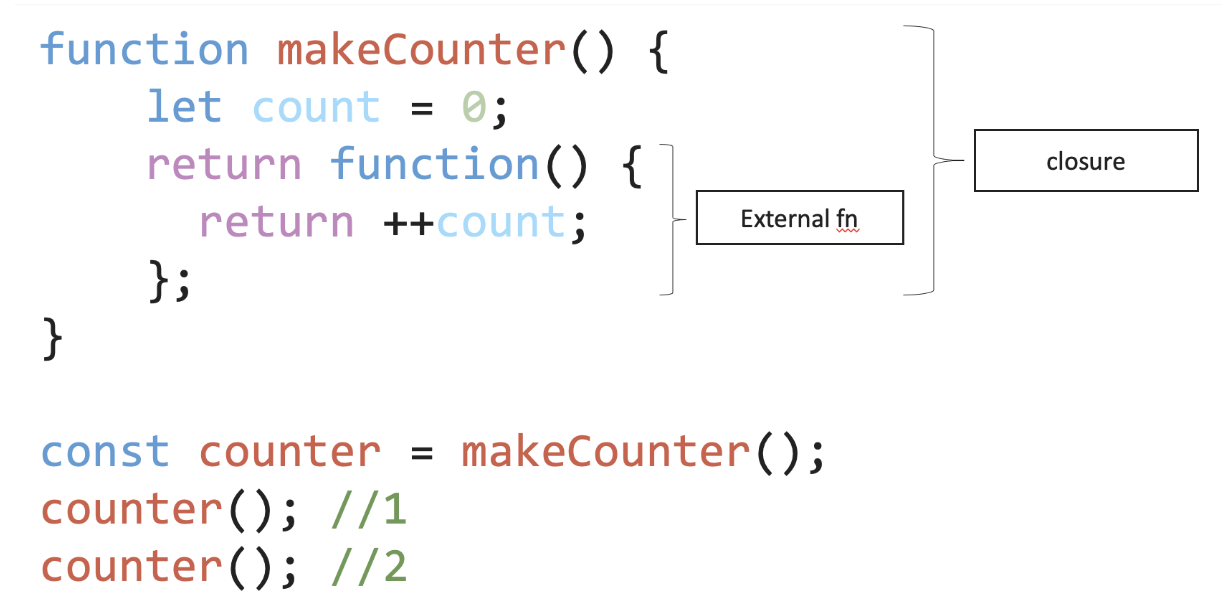 function makeCounter() {
    let count = 0;
    return function() {
      return ++count;
    };
}
closure
External fn
const counter = makeCounter();
counter(); //1
counter(); //2